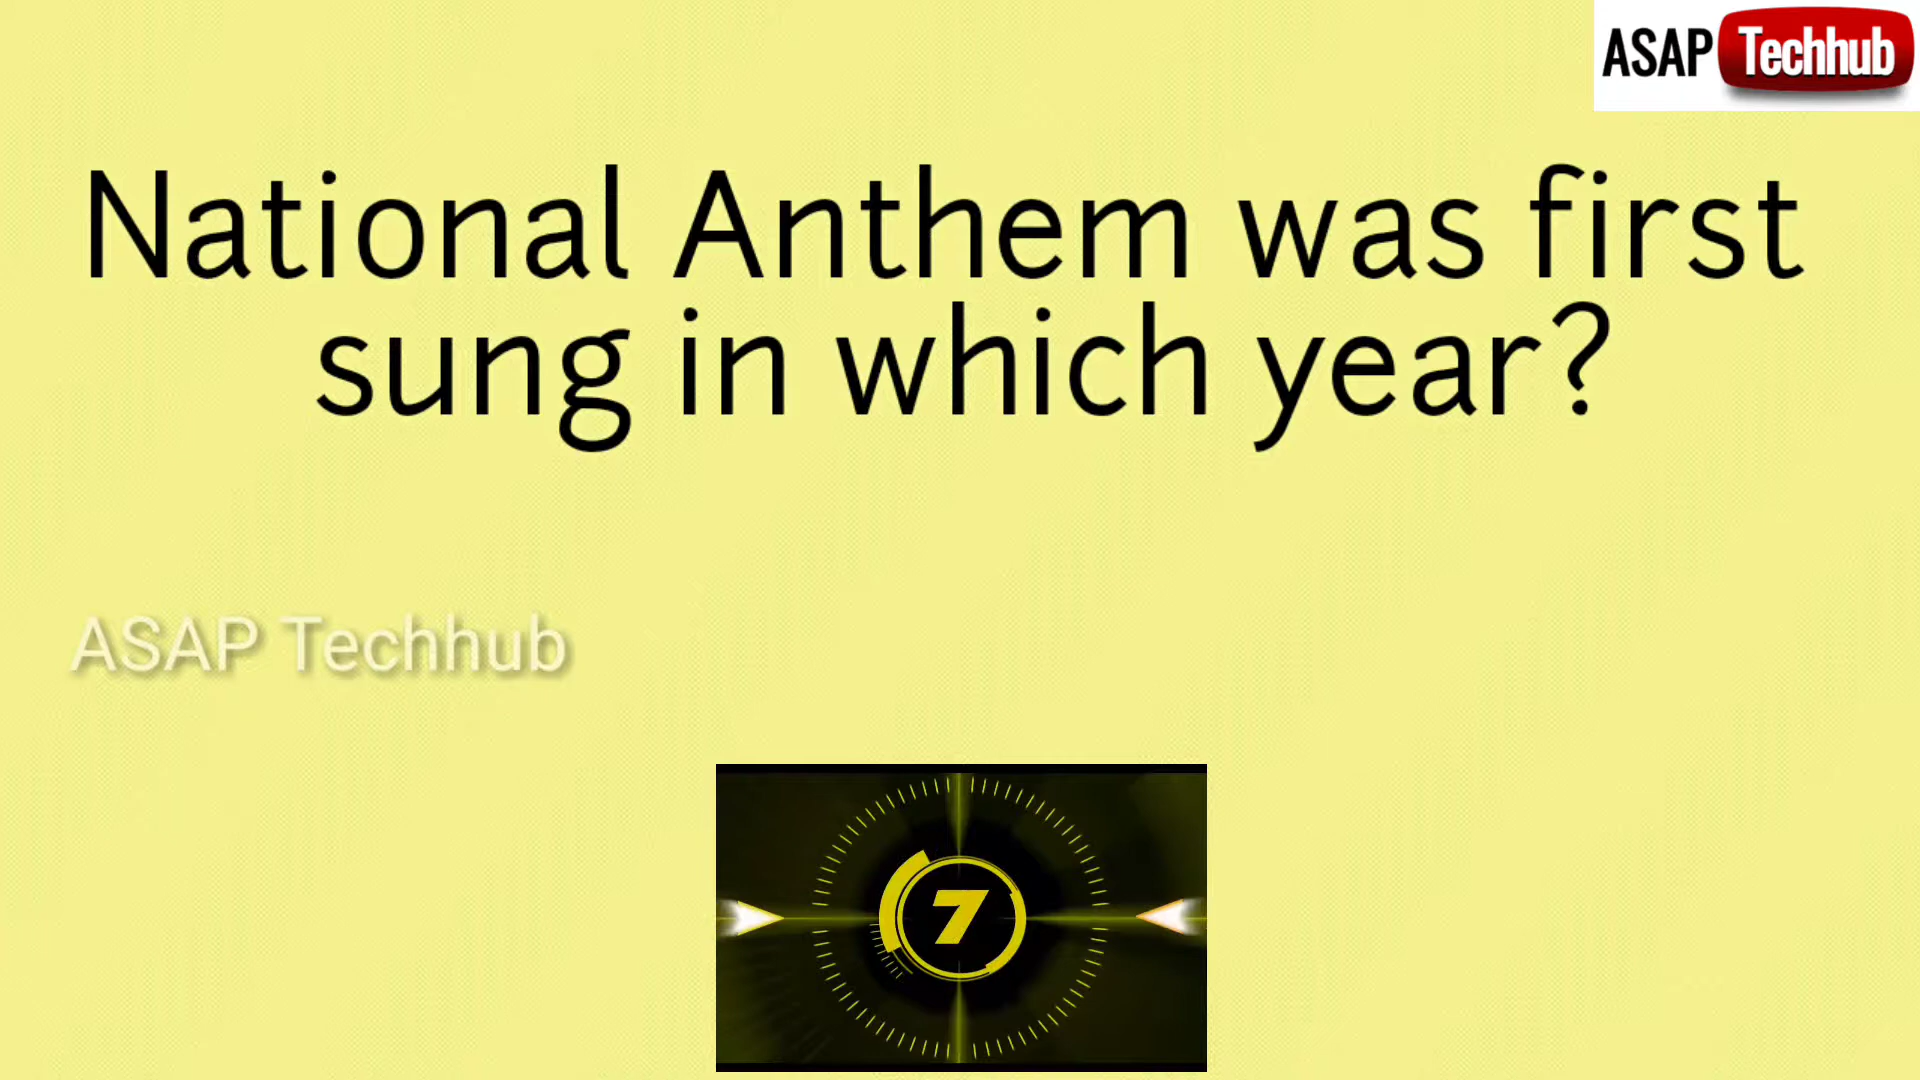 ASAP Techhub
National Anthem was first
sung in which year?
ASAP Techhub
7